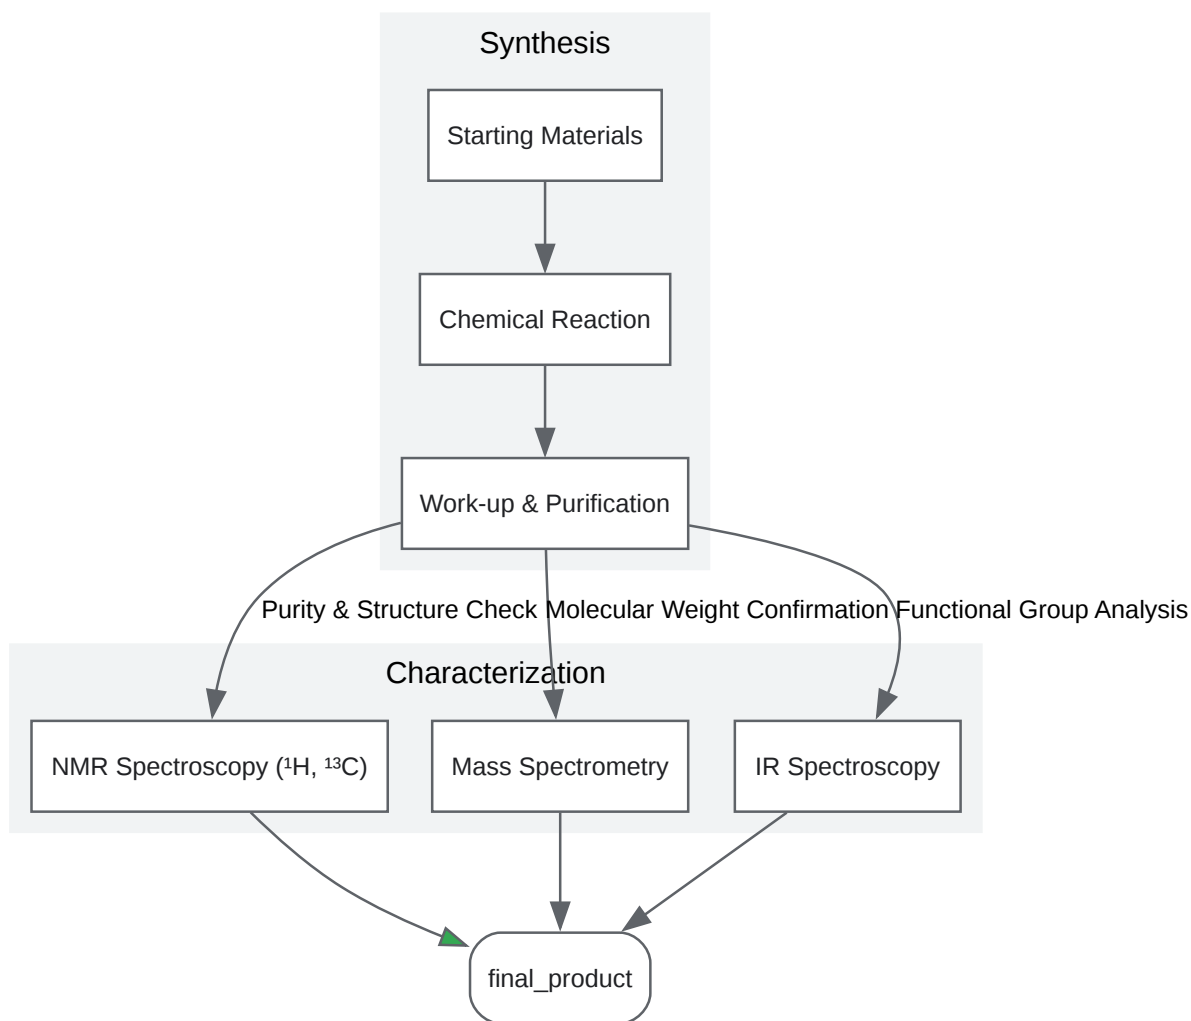 Synthesis
Starting Materials
Chemical Reaction
Work-up & Purification
Purity & Structure Check
Molecular Weight Confirmation
Functional Group Analysis
Characterization
NMR Spectroscopy (¹H, ¹³C)
Mass Spectrometry
IR Spectroscopy
final_product